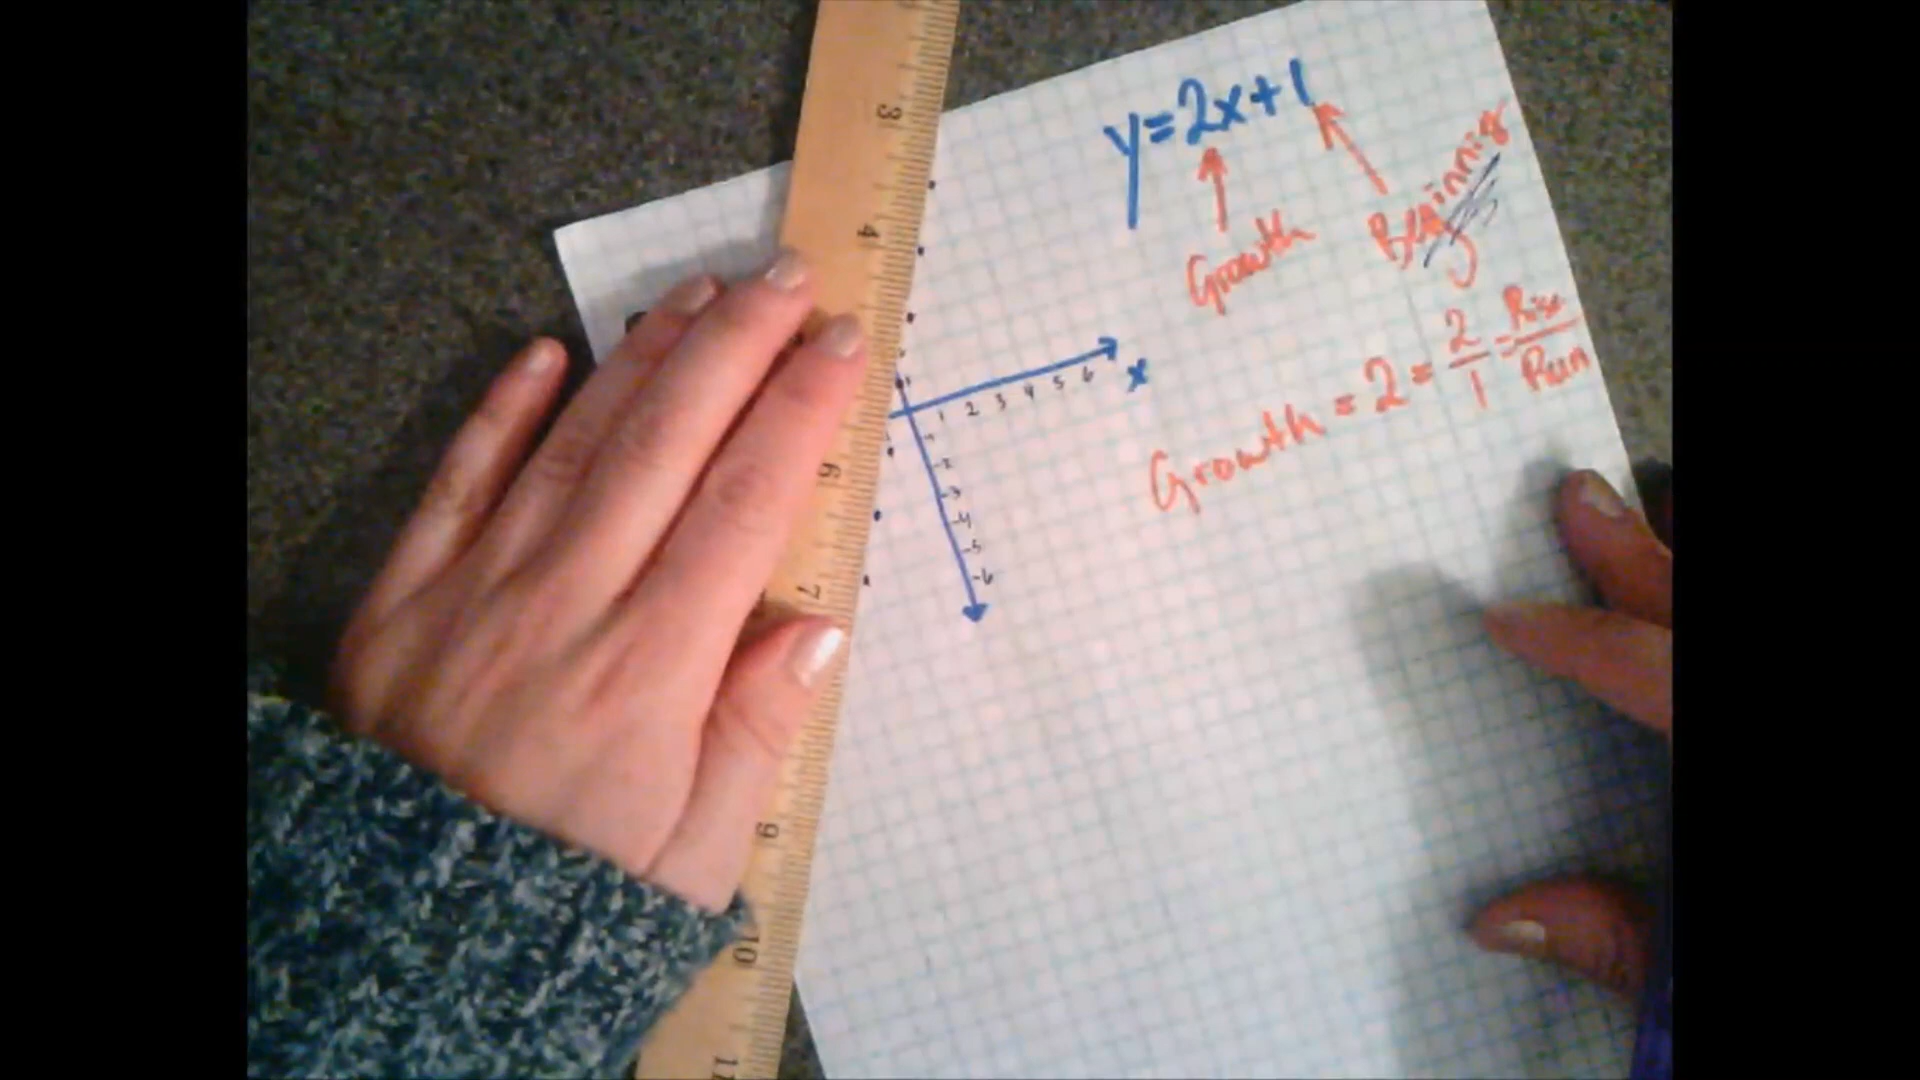 y=2x+1
Growth
Beginning
Growth = 2 = 2/1 = Rise/Run
x
1 2 3 4 5 6
-1
-2
-3
-4
-5
-6
3
4
6
7
9
10
11